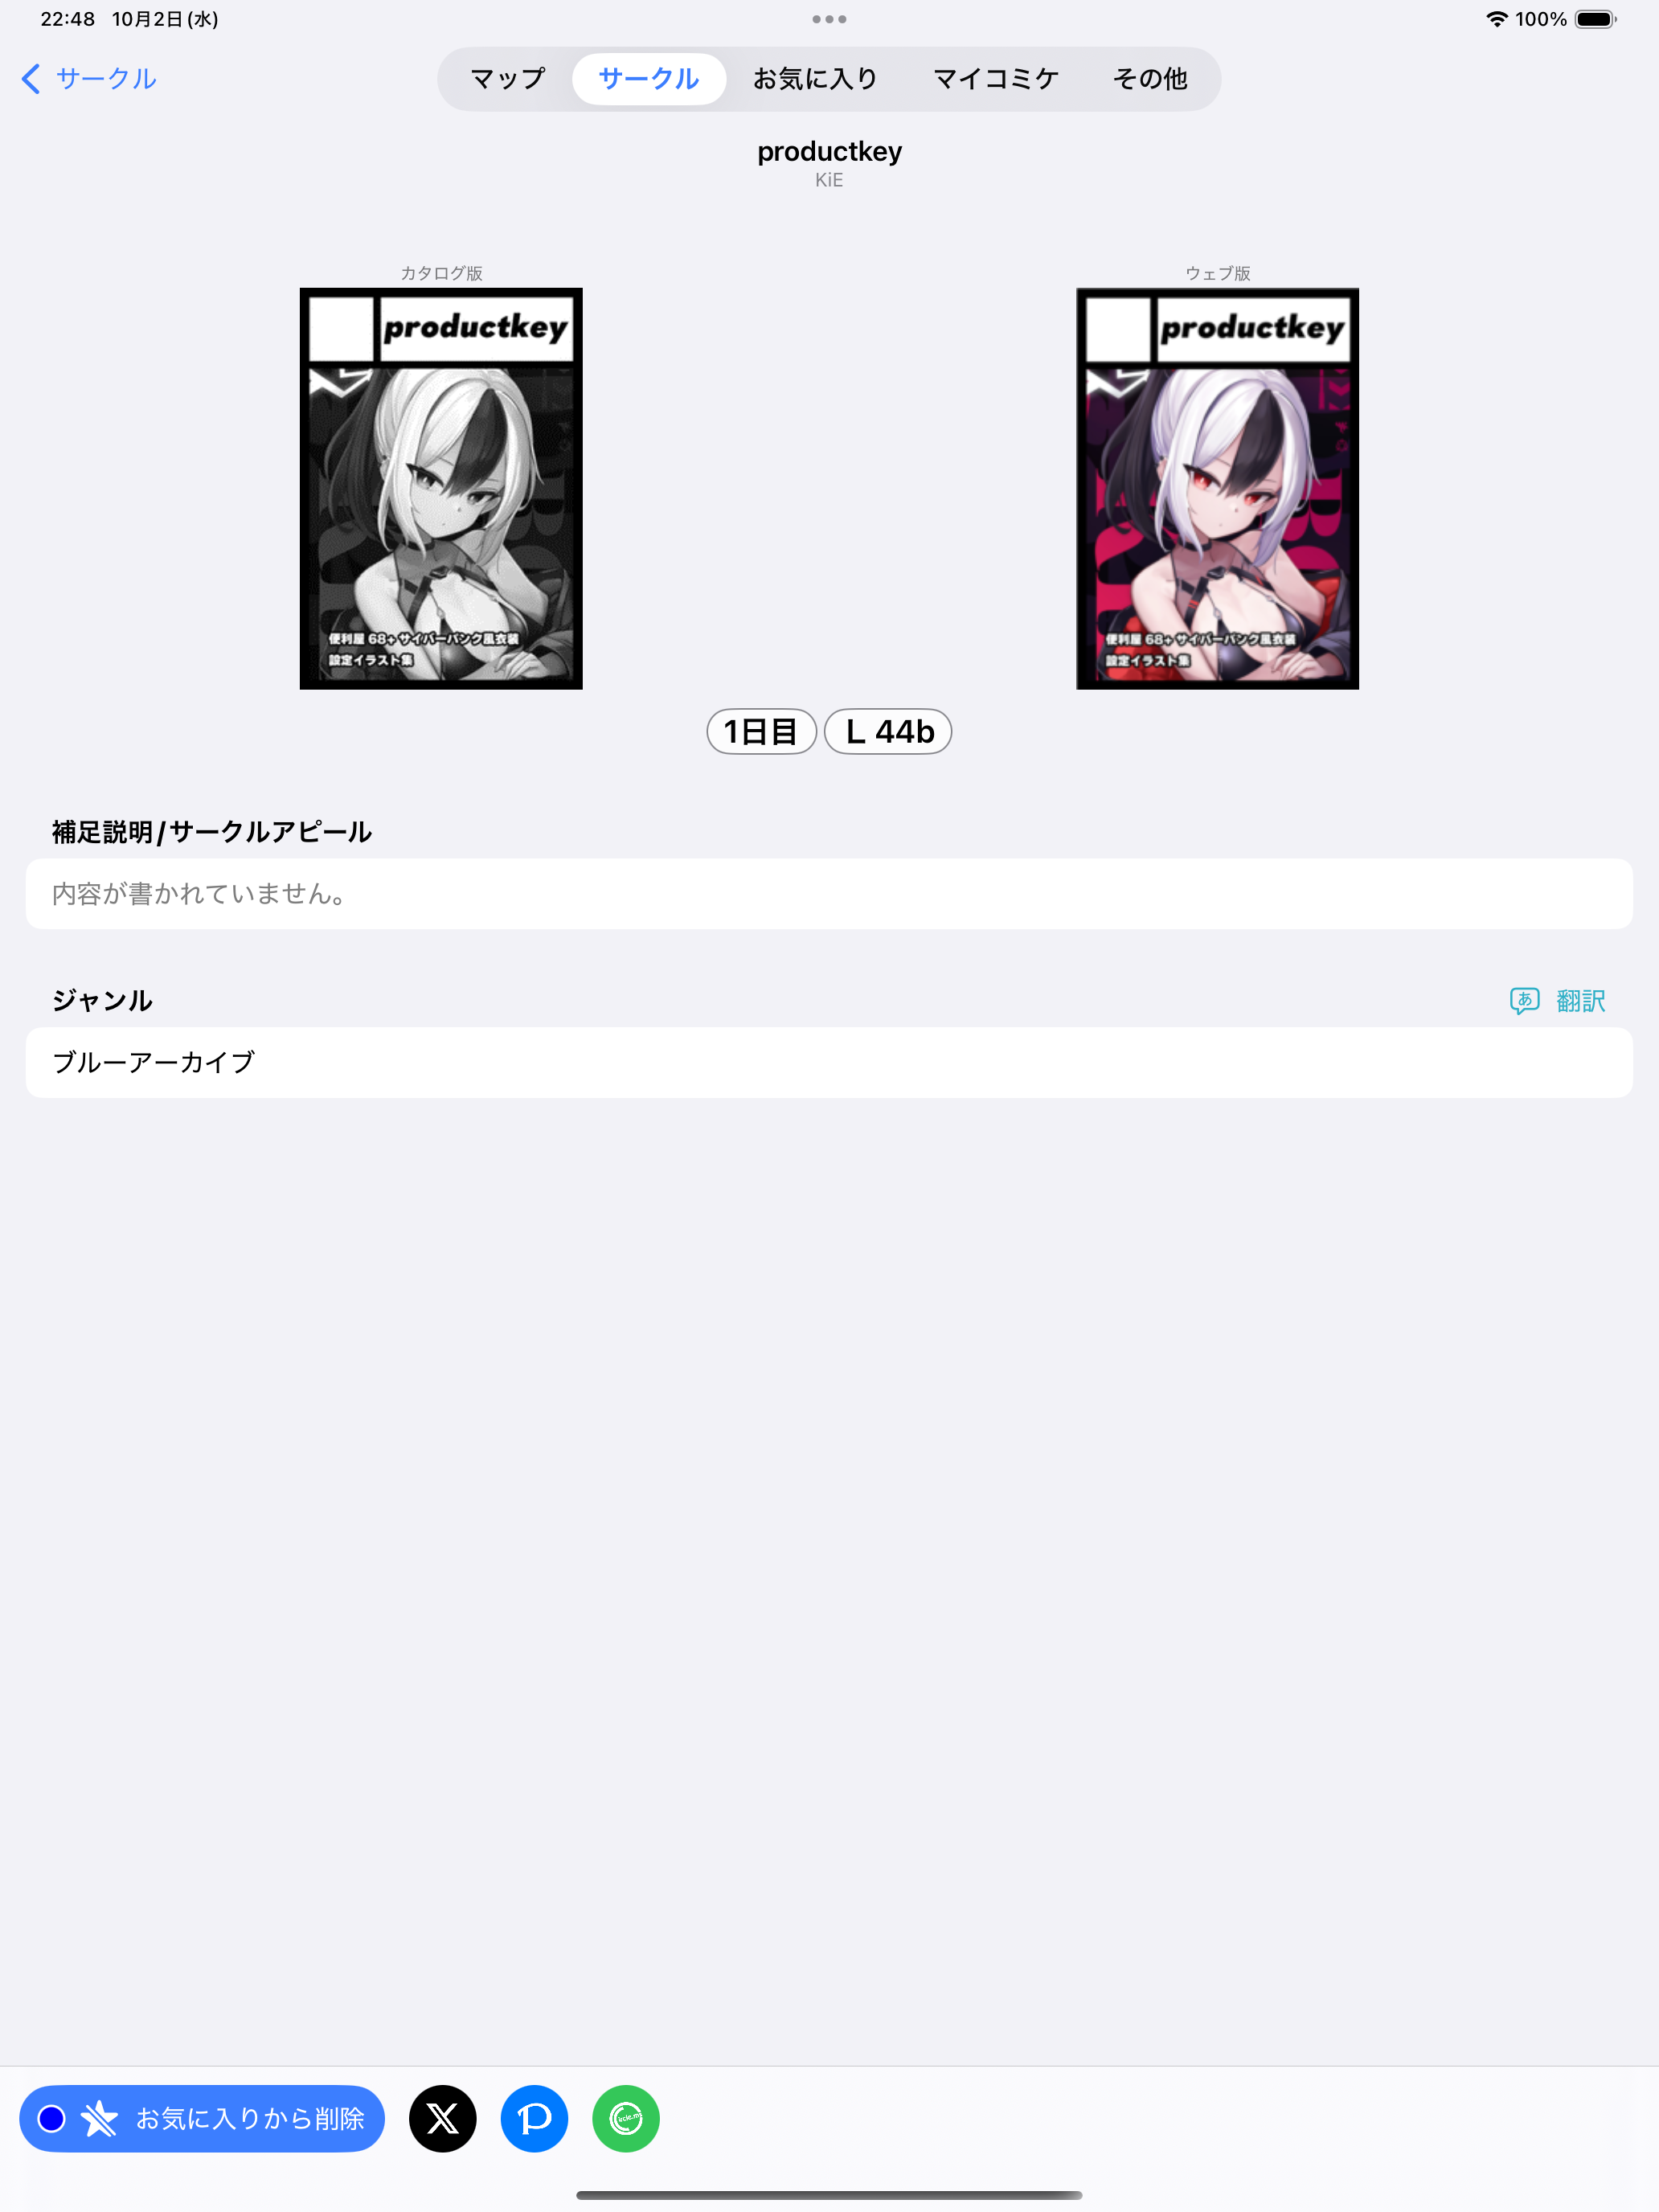 22:48 10月2日(水)
100%
サークル
マップ サークル お気に入り マイコミケ その他
productkey
KiE
カタログ版
ウェブ版
productkey
便利屋 68+ サイバーパンク風衣装
設定イラスト集
productkey
便利屋 68+ サイバーパンク風衣装
設定イラスト集
1日目 L 44b
補足説明/サークルアピール
内容が書かれていません。
ジャンル
あ 翻訳
ブルーアーカイブ
お気に入りから削除